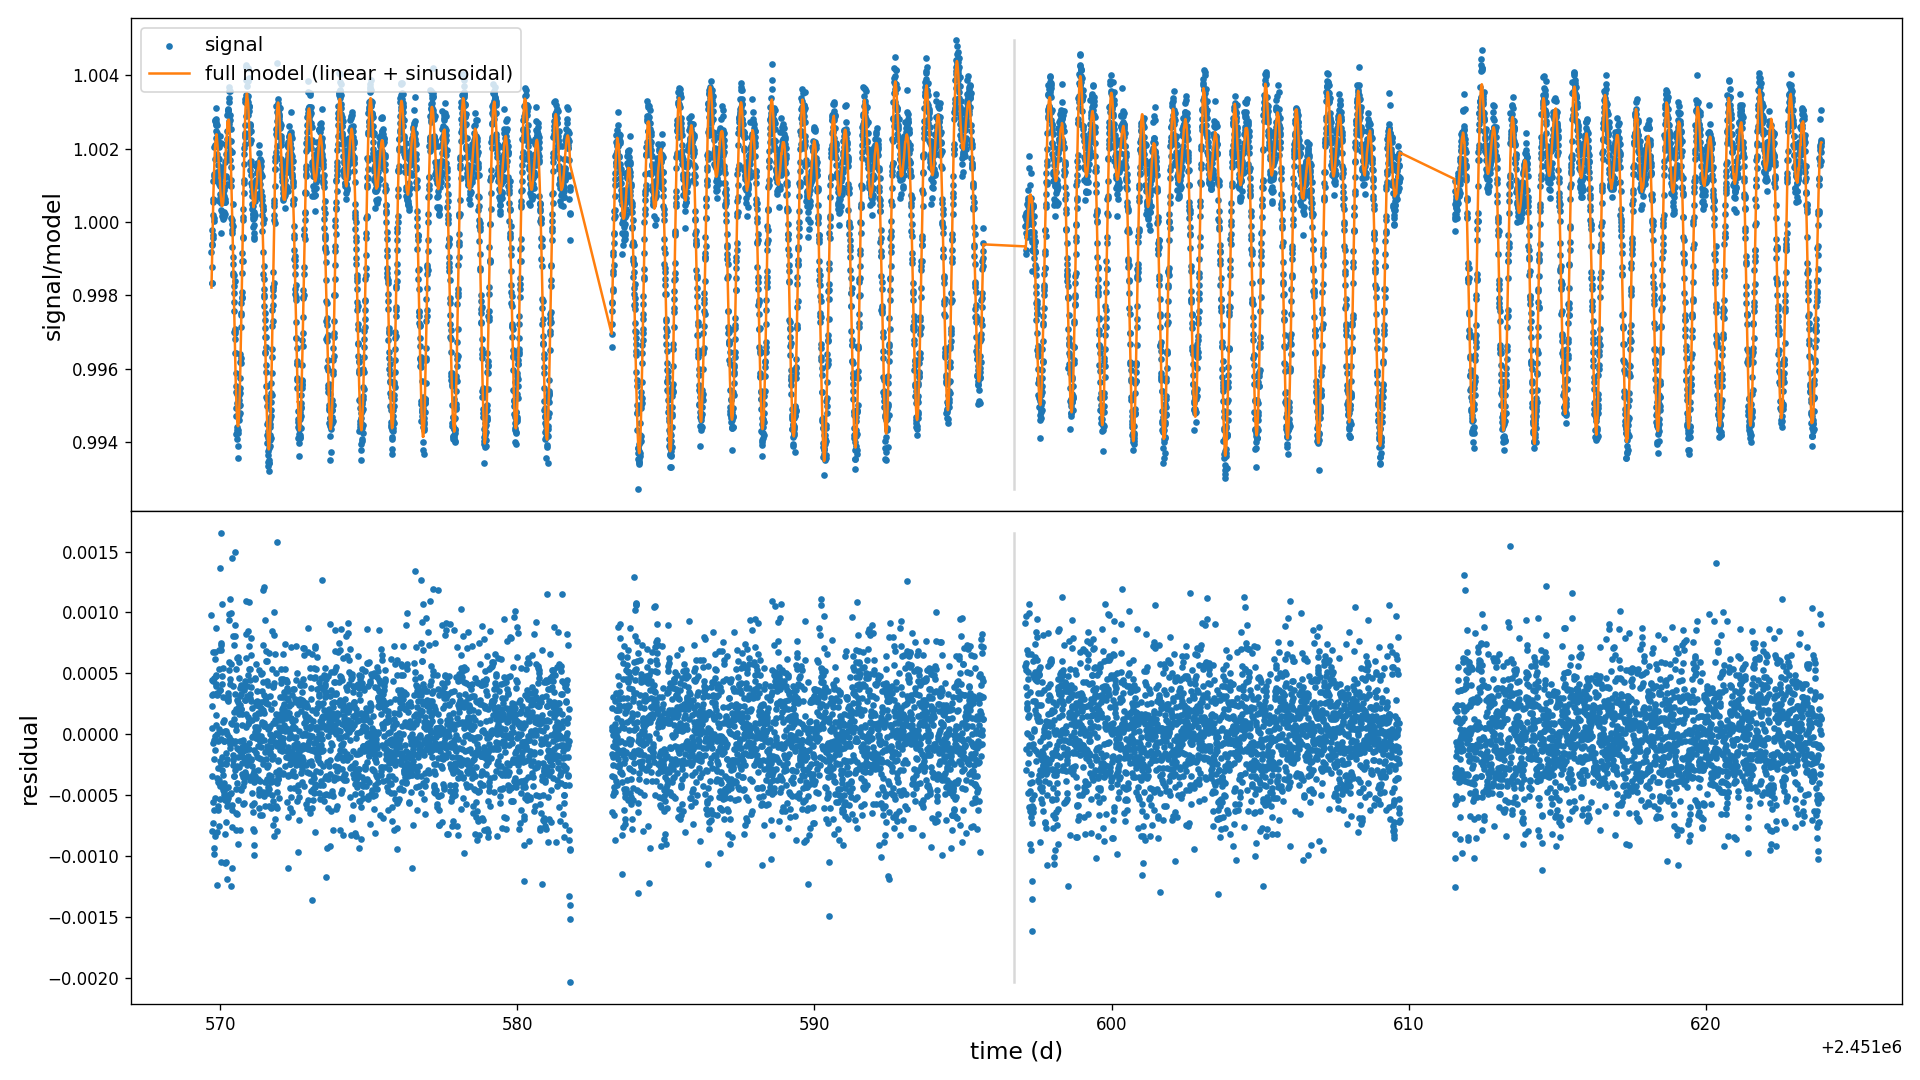 signal
full model (linear + sinusoidal)
signal/model
1.004
1.002
1.000
0.998
0.996
0.994
residual
0.0015
0.0010
0.0005
0.0000
−0.0005
−0.0010
−0.0015
−0.0020
570 580 590 600 610 620
time (d)
+2.451e6